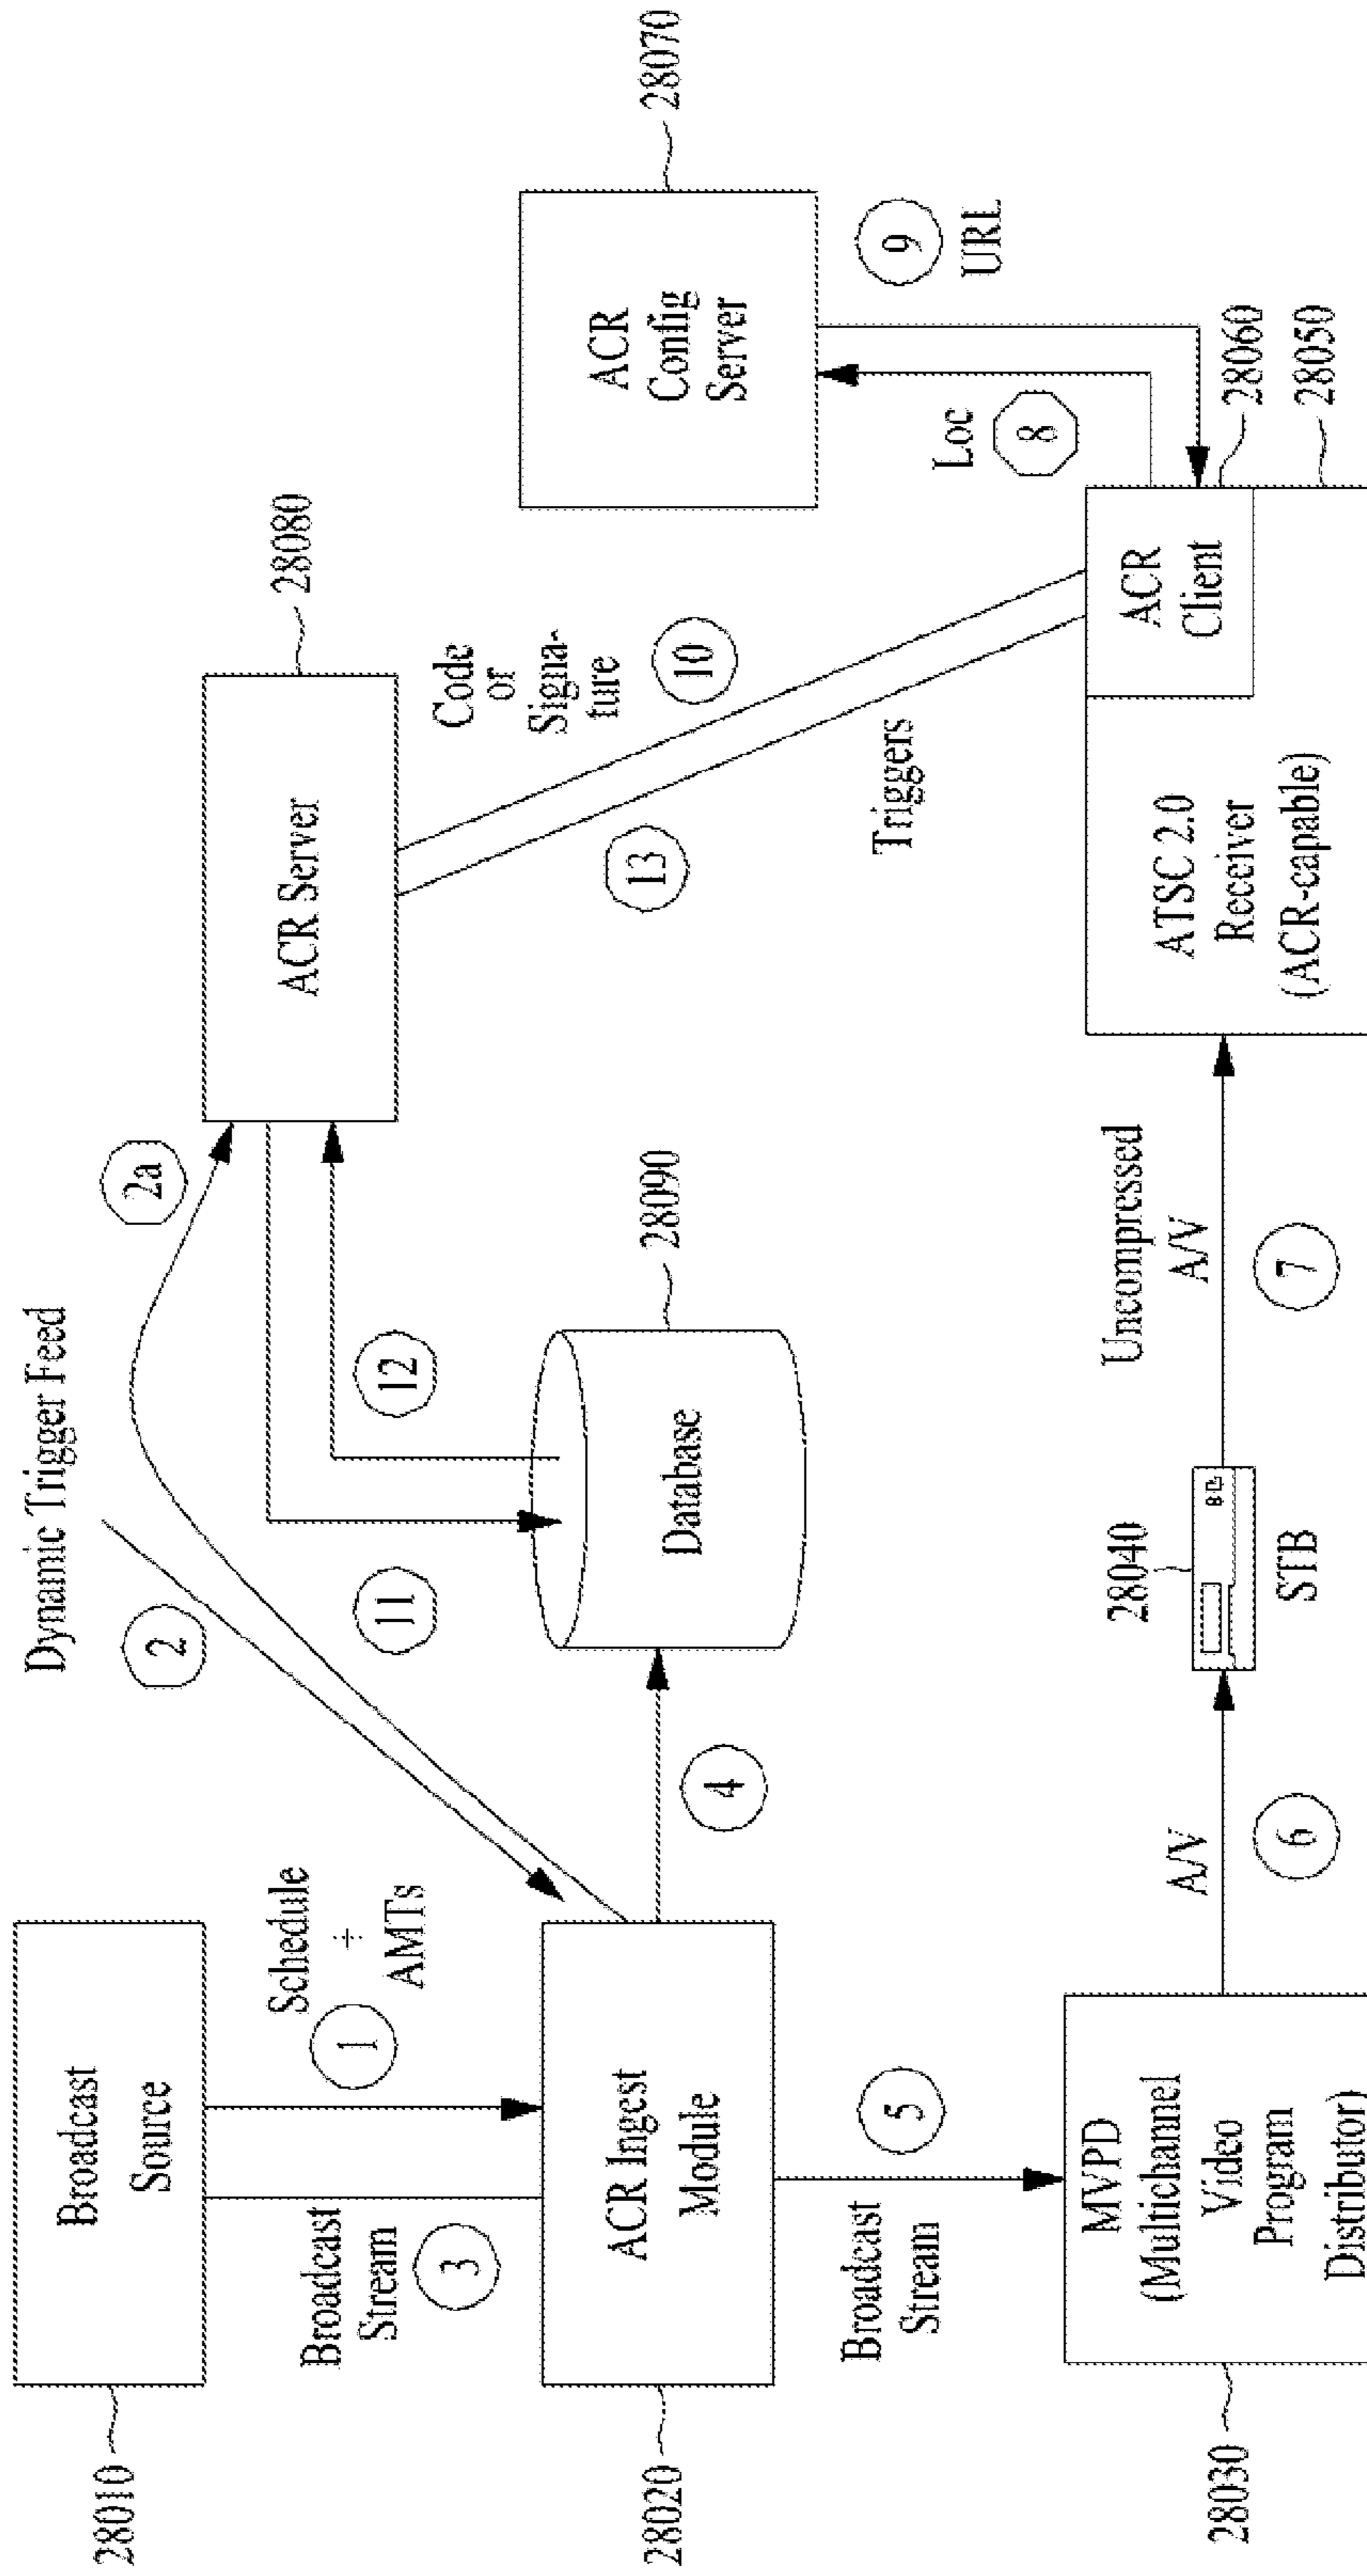 28010
Broadcast
Source
Broadcast
Stream
3
1
Schedule
÷
AMTs
Dynamic Trigger Feed
2
2a
28020
ACR Ingest
Module
4
11
12
Database
28090
ACR Server
28080
Code
or
Signa-
ture
10
13
Triggers
ACR
Config
Server
28070
Loc
8
9
URL
Broadcast
Stream
5
28030
MVPD
(Multichannel
Video
Program
Distributor)
A/V
6
28040
STB
Uncompressed
A/V
7
ATSC 2.0
Receiver
(ACR-capable)
ACR
Client
28060
28050